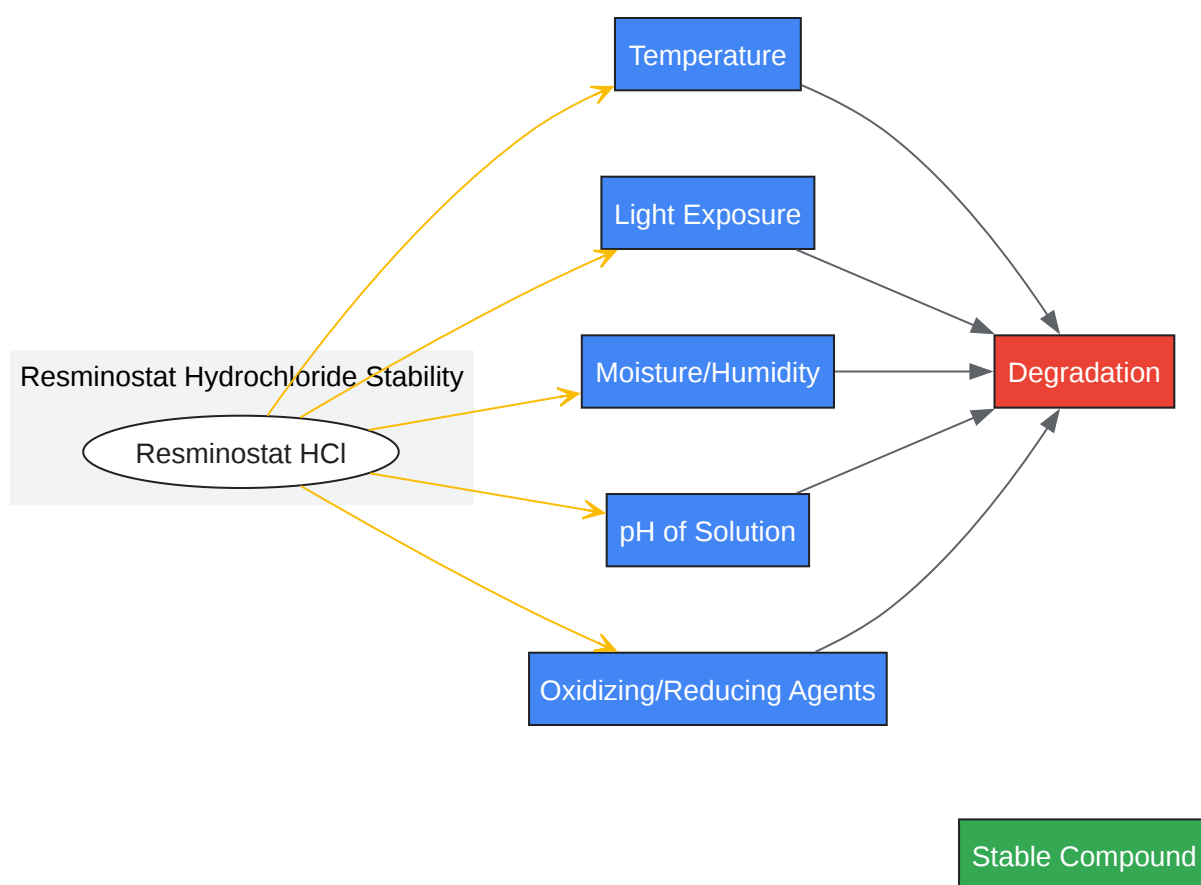 Temperature
Light Exposure
Resminostat Hydrochloride Stability
Moisture/Humidity
Degradation
Resminostat HCl
pH of Solution
Oxidizing/Reducing Agents
Stable Compound